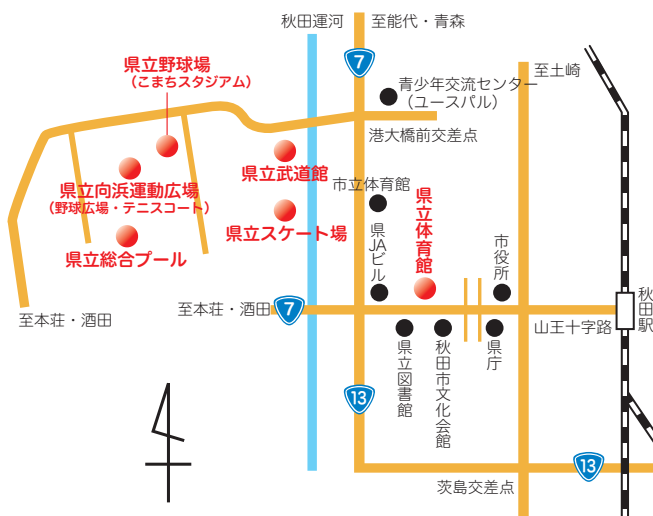 秋田運河
至能代・青森
7
県立野球場
（こまちスタジアム）
至土崎
青少年交流センター
（ユースパル）
港大橋前交差点
県立武道館
県立向浜運動広場
（野球広場・テニスコート）
市立体育館
県立体育館
県立スケート場
県JAビル
市役所
県立総合プール
秋田駅
至本荘・酒田
至本荘・酒田
7
山王十字路
県立図書館
秋田市文化会館
県庁
13
13
茨島交差点